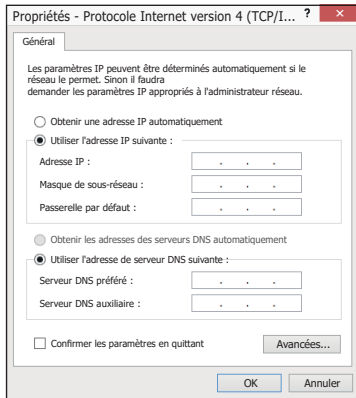 Propriétés - Protocole Internet version 4 (TCP/I... ? ×
Général
Les paramètres IP peuvent être déterminés automatiquement si le
réseau le permet. Sinon il faudra
demander les paramètres IP appropriés à l'administrateur réseau.
Obtenir une adresse IP automatiquement
Utiliser l'adresse IP suivante :
Adresse IP : . . .
Masque de sous-réseau : . . .
Passerelle par défaut : . . .
Obtenir les adresses des serveurs DNS automatiquement
Utiliser l'adresse de serveur DNS suivante :
Serveur DNS préféré : . . .
Serveur DNS auxiliaire : . . .
Confirmer les paramètres en quittant
Avancées...
OK Annuler